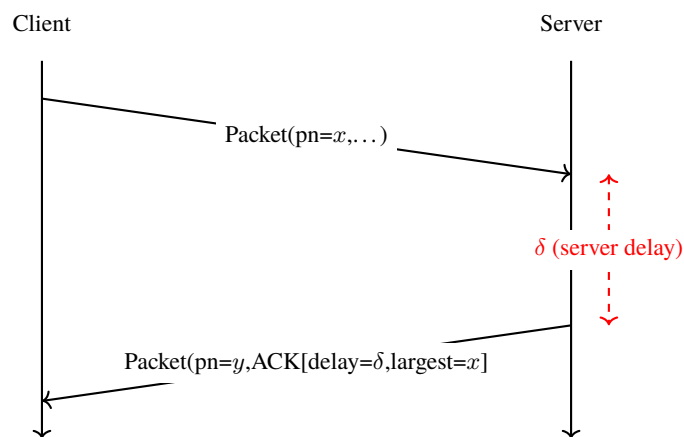 Client
Server
Packet(pn=x,...)
δ (server delay)
Packet(pn=y,ACK[delay=δ,largest=x]